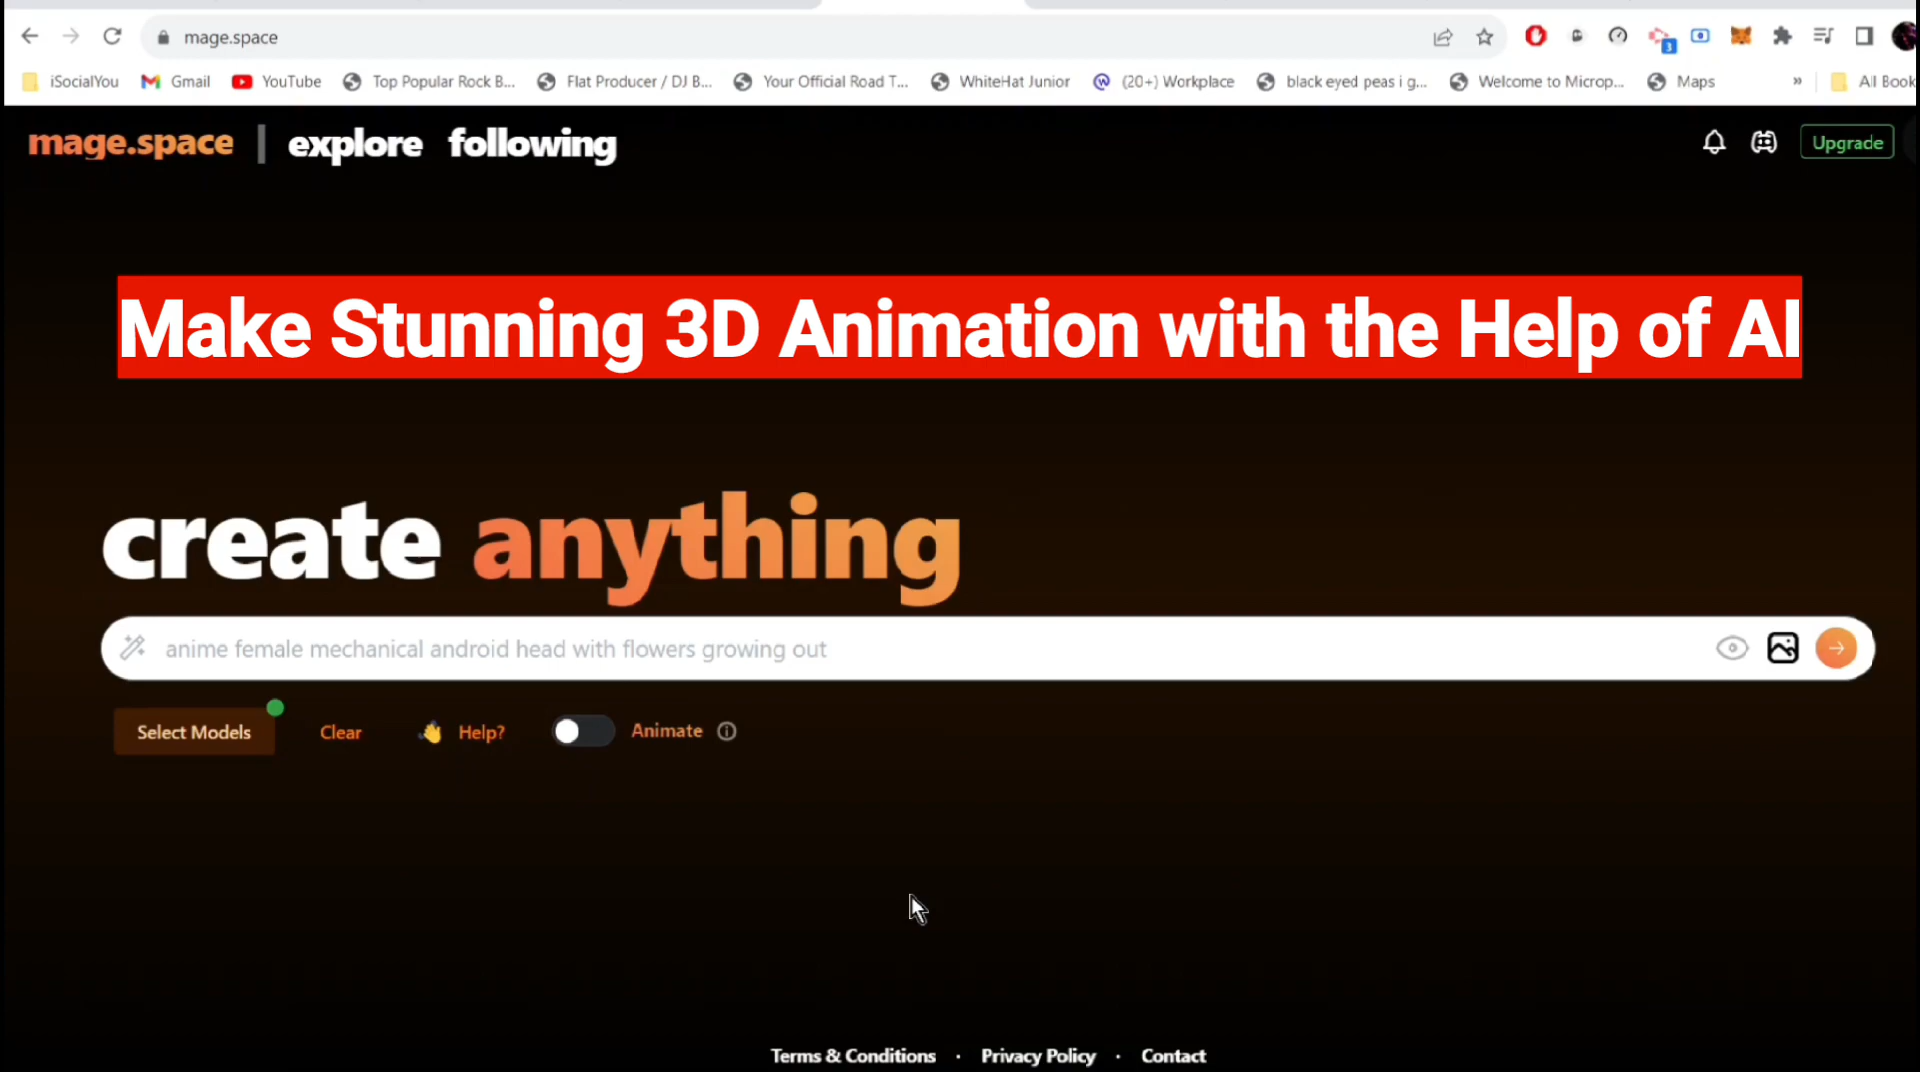 mage.space
iSocialYou Gmail YouTube Top Popular Rock B... Flat Producer / DJ B... Your Official Road T... WhiteHat Junior (20+) Workplace black eyed peas i g... Welcome to Microp... Maps » All Book
mage.space | explore following Upgrade
Make Stunning 3D Animation with the Help of AI
create anything
anime female mechanical android head with flowers growing out
Select Models Clear Help? Animate
Terms & Conditions · Privacy Policy · Contact